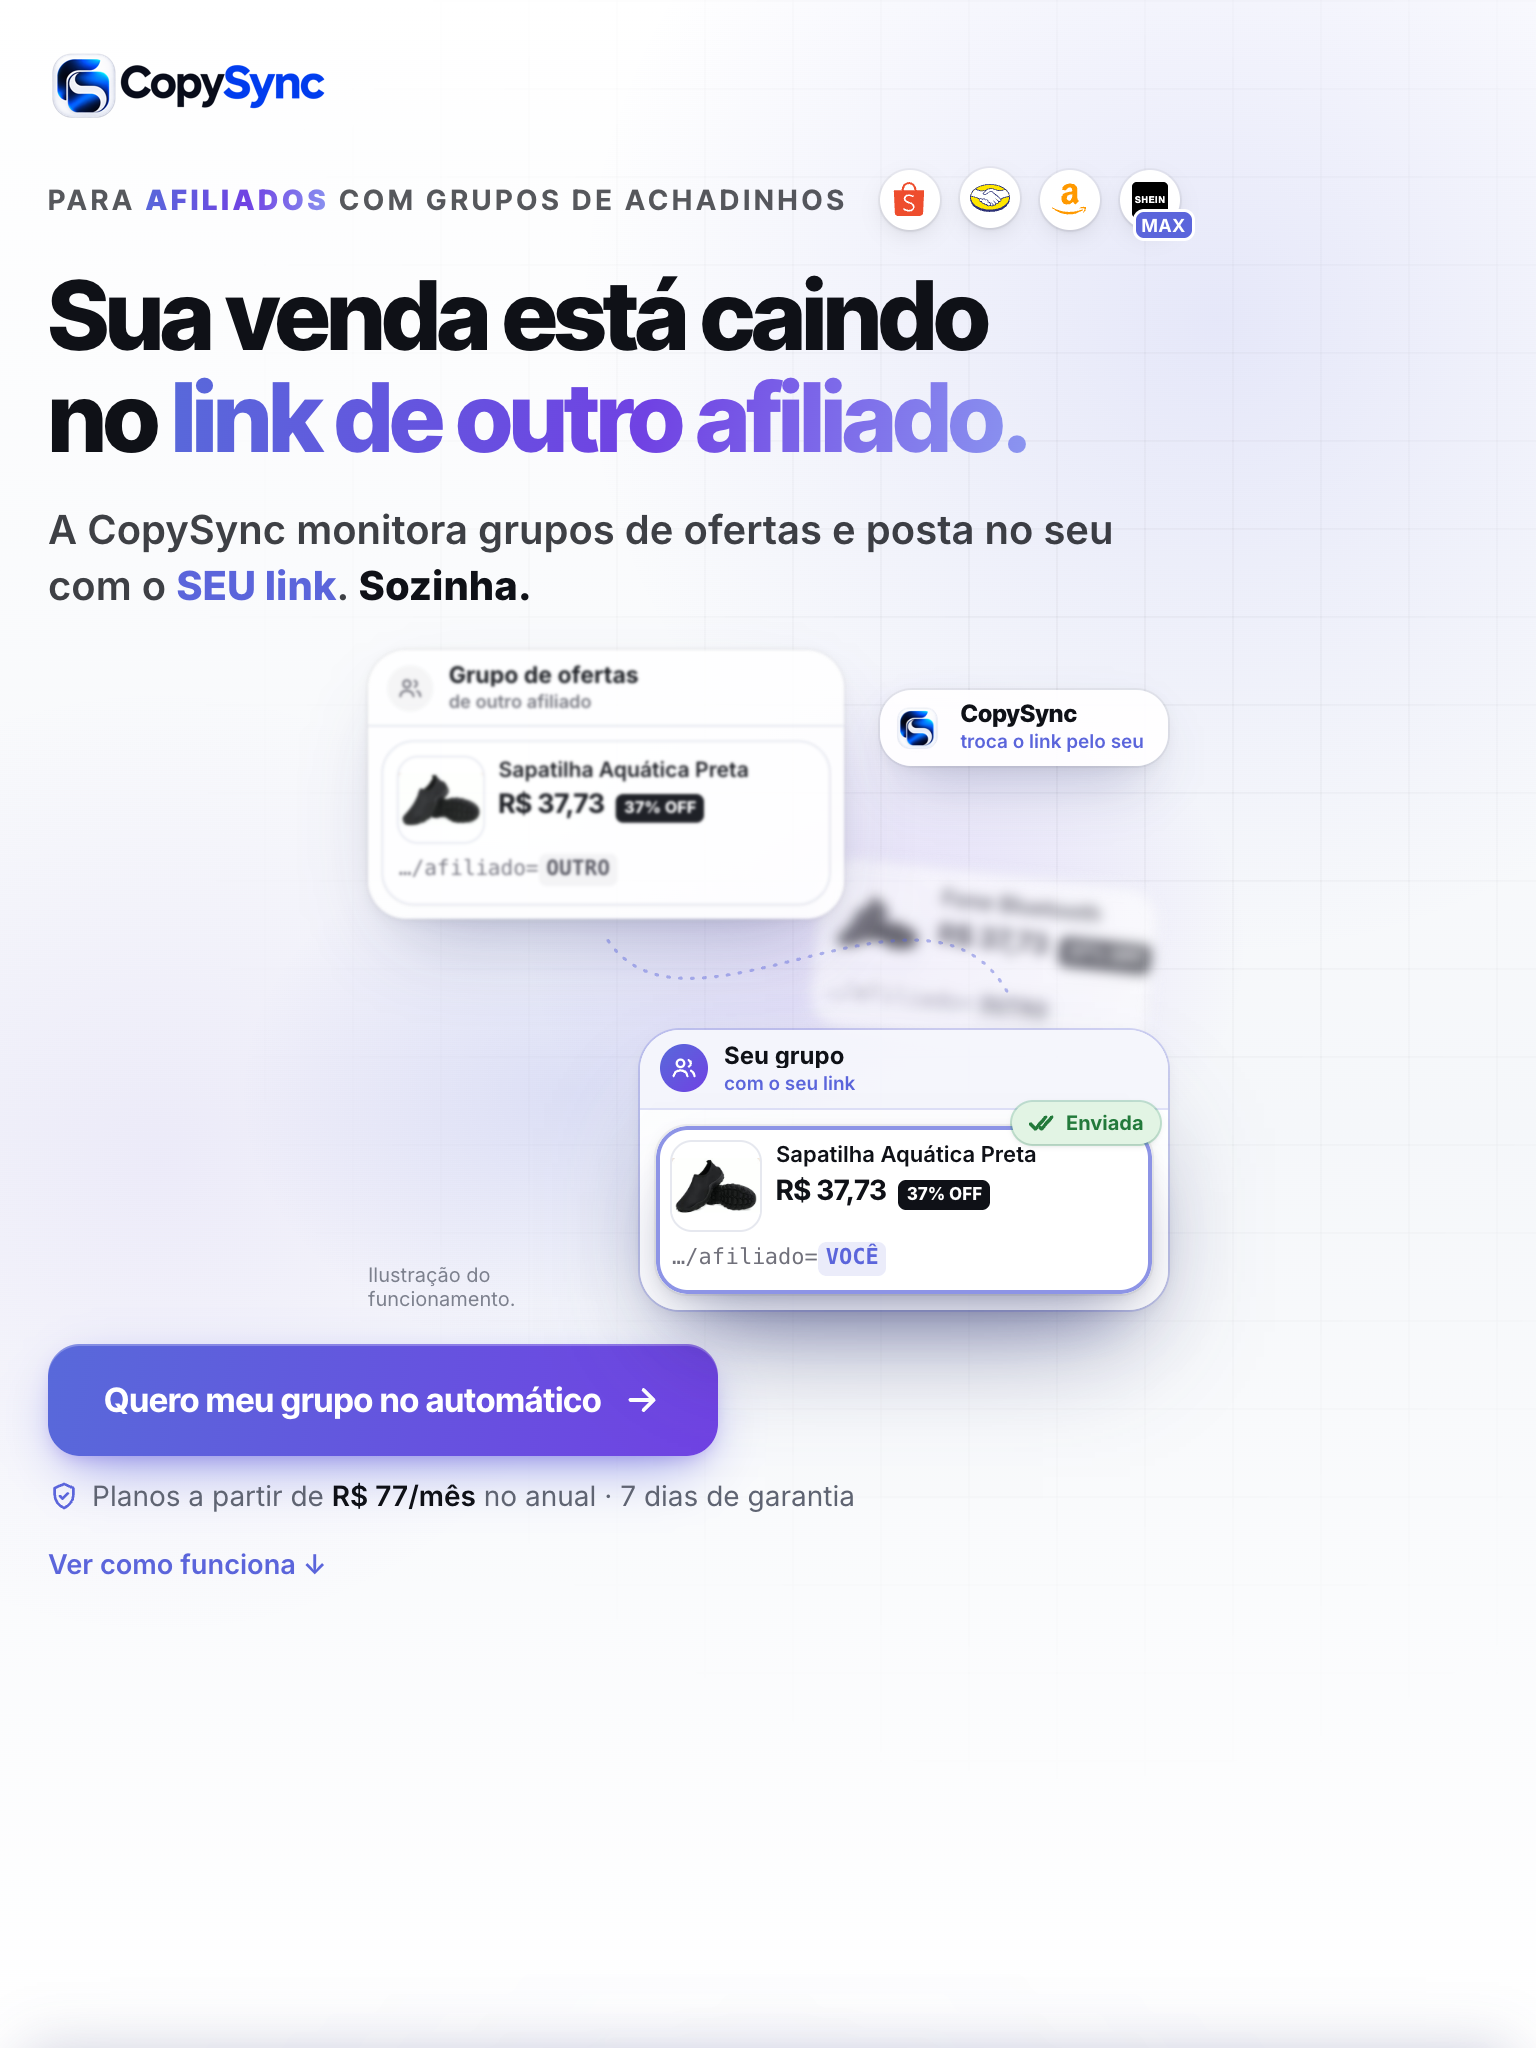 CopySync
PARA AFILIADOS COM GRUPOS DE ACHADINHOS
SHEIN
MAX
Sua venda está caindo
no link de outro afiliado.
A CopySync monitora grupos de ofertas e posta no seu
com o SEU link. Sozinha.
Grupo de ofertas
de outro afiliado
Sapatilha Aquática Preta
R$ 37,73 37% OFF
…/afiliado=OUTRO
CopySync
troca o link pelo seu
R$ 37,73
Seu grupo
com o seu link
Enviada
Sapatilha Aquática Preta
R$ 37,73 37% OFF
…/afiliado=VOCÊ
Ilustração do
funcionamento.
Quero meu grupo no automático →
Planos a partir de R$ 77/mês no anual · 7 dias de garantia
Ver como funciona ↓